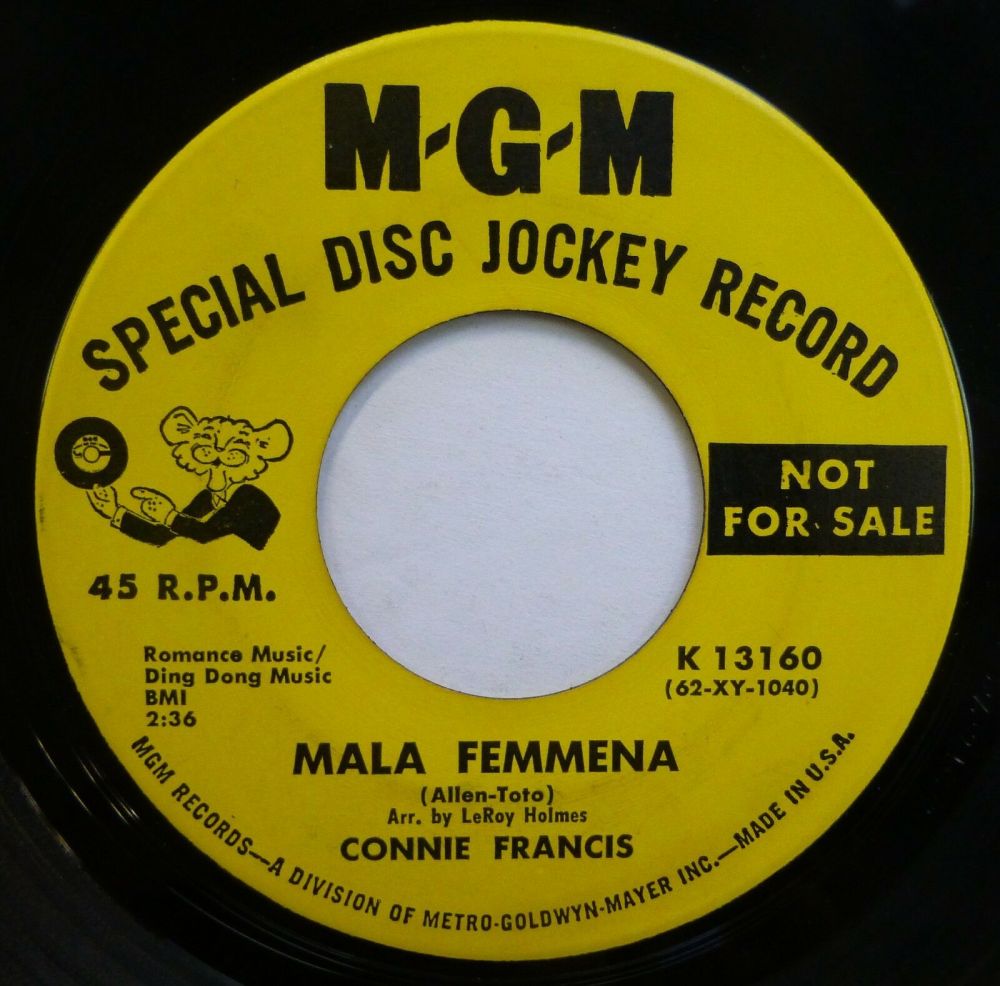 M-G-M
SPECIAL DISC JOCKEY RECORD
NOT
FOR SALE
45 R.P.M.
Romance Music/
Ding Dong Music
BMI
2:36
K 13160
(62-XY-1040)
MALA FEMMENA
(Allen-Toto)
Arr. by LeRoy Holmes
CONNIE FRANCIS
MGM RECORDS—A DIVISION OF METRO-GOLDWYN-MAYER INC.—MADE IN U.S.A.